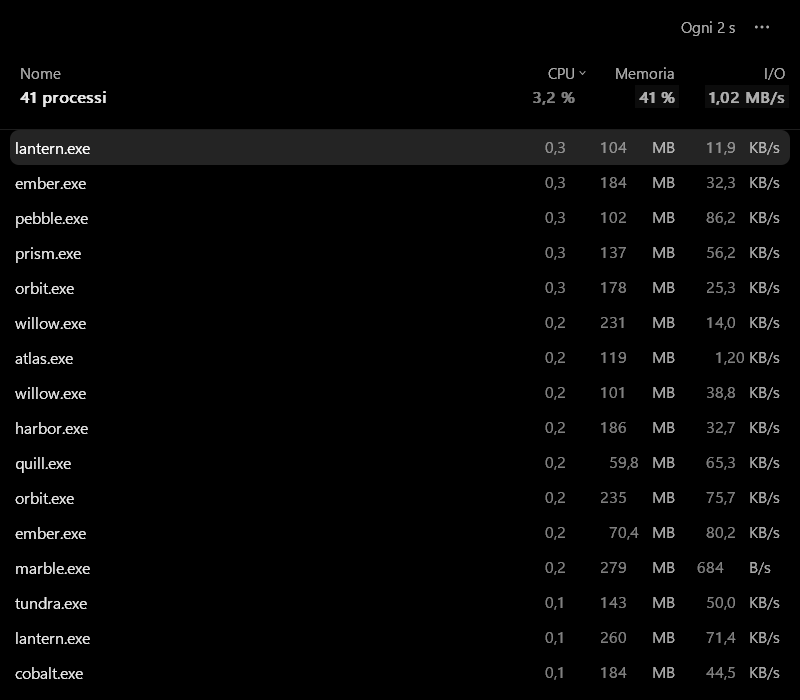 Ogni 2 s ···
Nome CPU Memoria I/O
41 processi 3,2 % 41 % 1,02 MB/s
lantern.exe 0,3 104 MB 11,9 KB/s
ember.exe 0,3 184 MB 32,3 KB/s
pebble.exe 0,3 102 MB 86,2 KB/s
prism.exe 0,3 137 MB 56,2 KB/s
orbit.exe 0,3 178 MB 25,3 KB/s
willow.exe 0,2 231 MB 14,0 KB/s
atlas.exe 0,2 119 MB 1,20 KB/s
willow.exe 0,2 101 MB 38,8 KB/s
harbor.exe 0,2 186 MB 32,7 KB/s
quill.exe 0,2 59,8 MB 65,3 KB/s
orbit.exe 0,2 235 MB 75,7 KB/s
ember.exe 0,2 70,4 MB 80,2 KB/s
marble.exe 0,2 279 MB 684 B/s
tundra.exe 0,1 143 MB 50,0 KB/s
lantern.exe 0,1 260 MB 71,4 KB/s
cobalt.exe 0,1 184 MB 44,5 KB/s